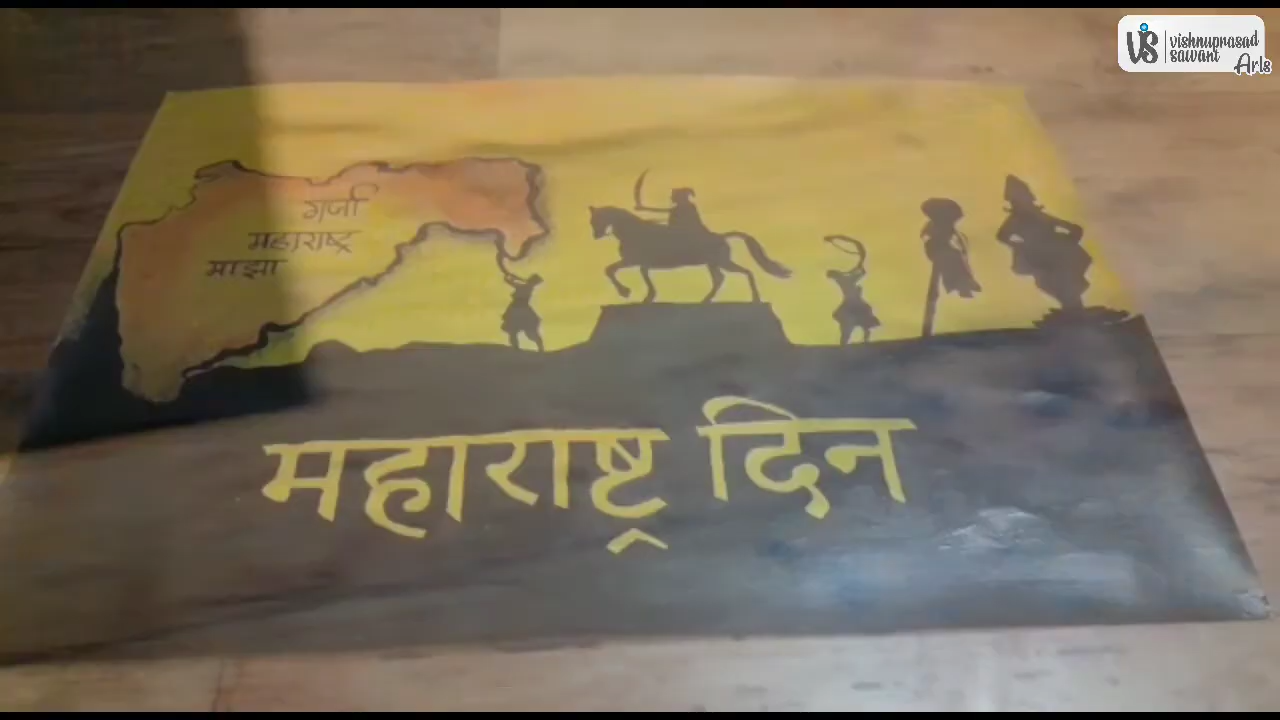 vishnuprasad
sawant
Arts
गर्जा
महाराष्ट्र
माझा
महाराष्ट्र दिन